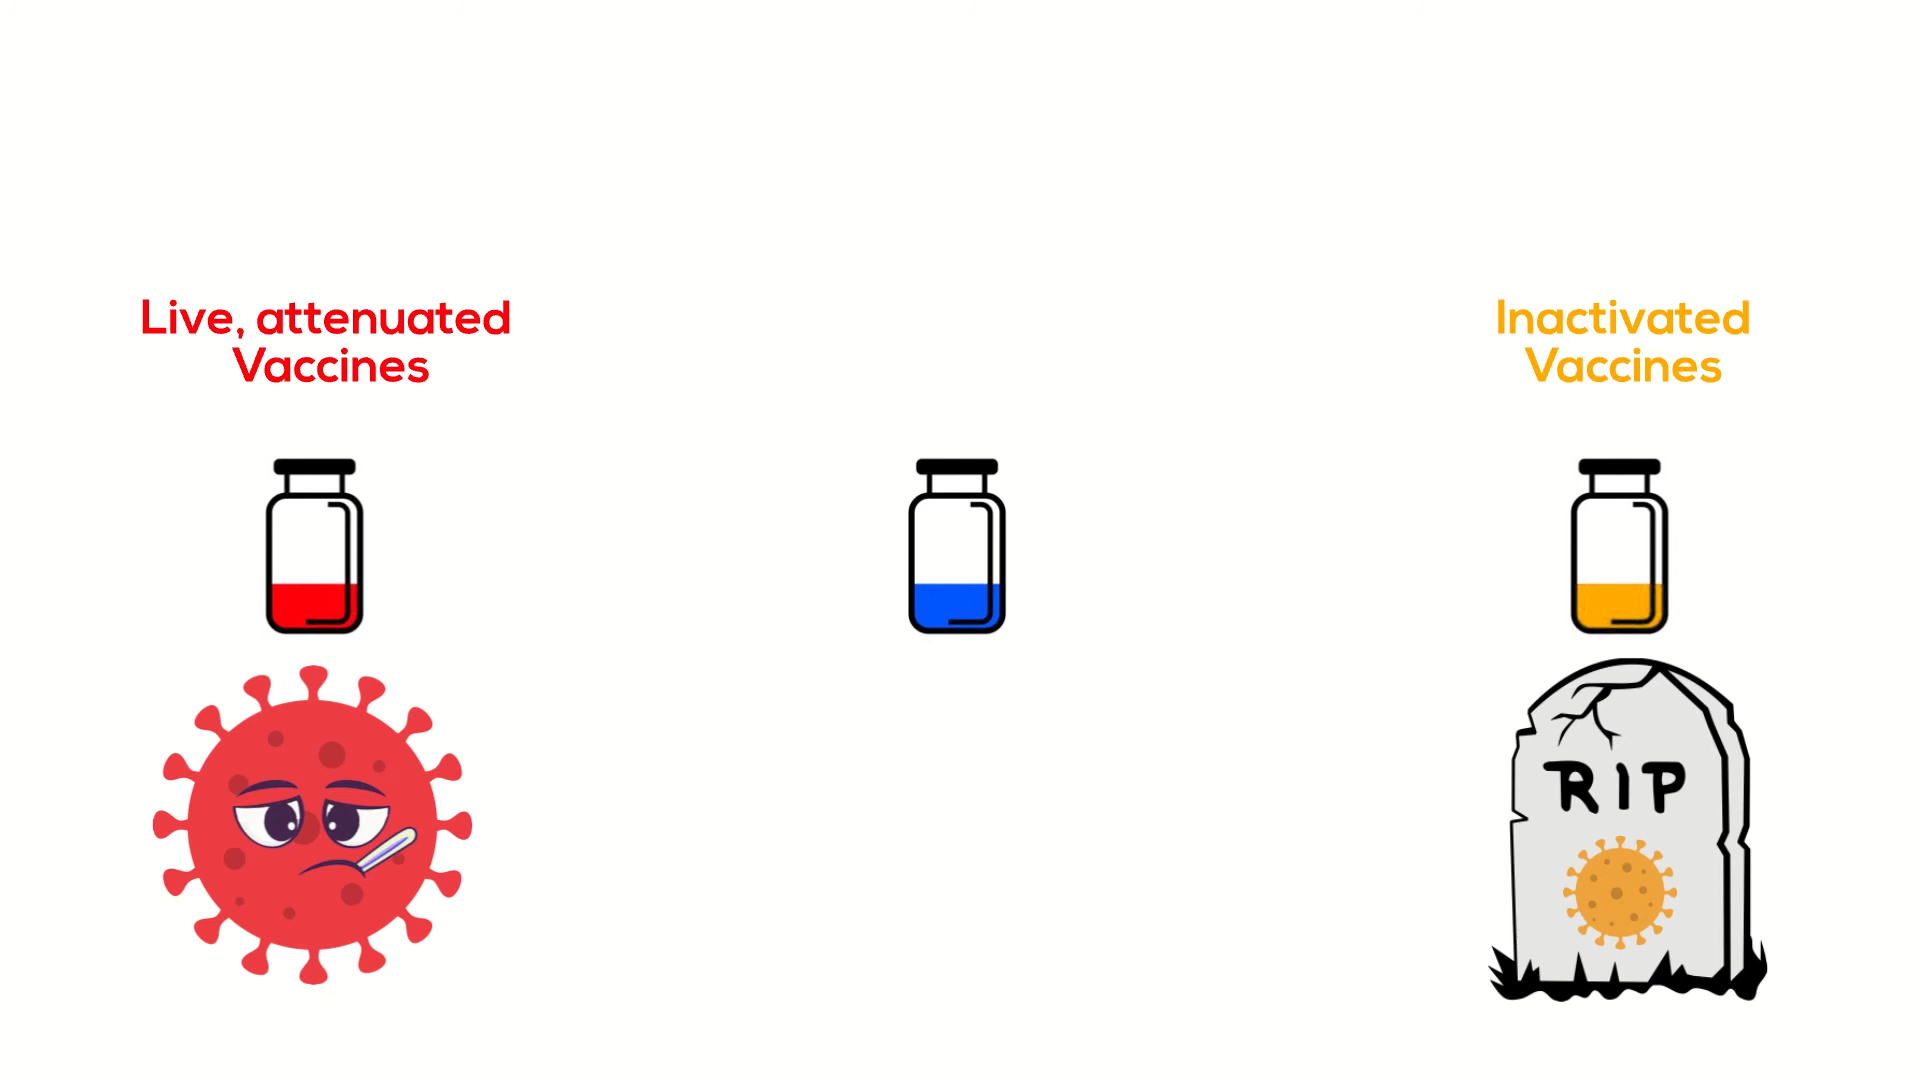 Live, attenuated
Vaccines
Inactivated
Vaccines
RIP